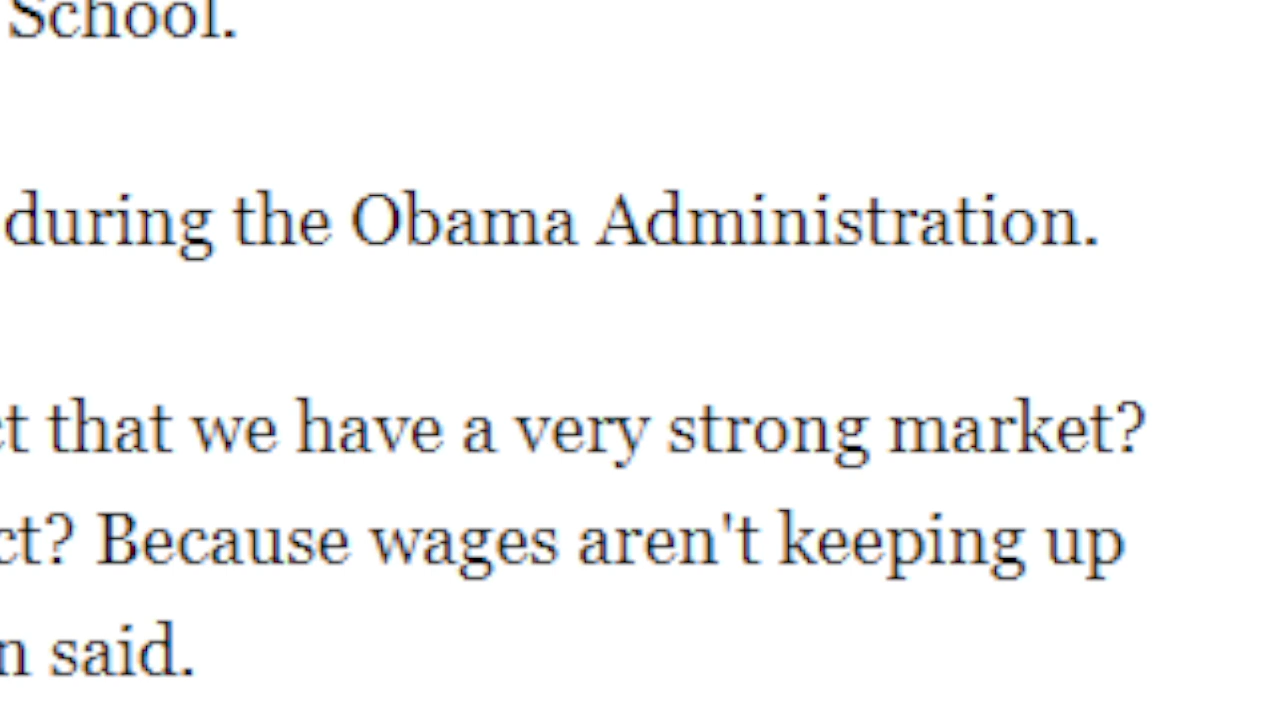 School.
during the Obama Administration.
that we have a very strong market?
ct? Because wages aren't keeping up
n said.